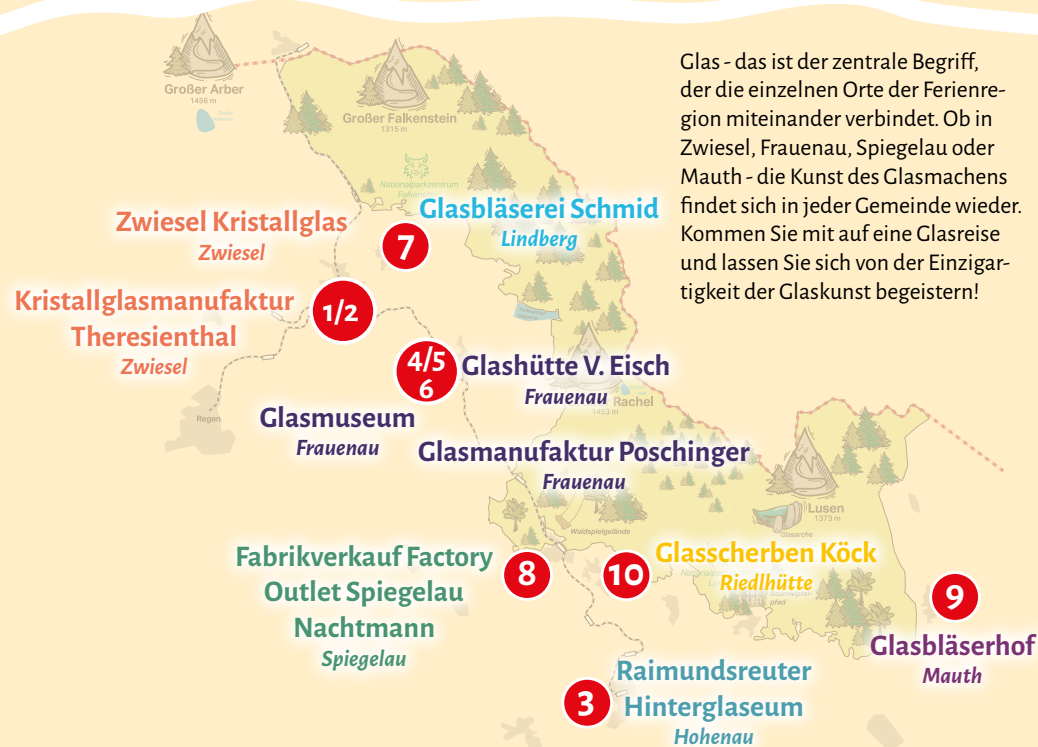 Großer Arber
1456 m
Großer Falkenstein
1315 m
Nationalparkzentrum
Glas - das ist der zentrale Begriff,
der die einzelnen Orte der Ferienre-
gion miteinander verbindet. Ob in
Zwiesel, Frauenau, Spiegelau oder
Mauth - die Kunst des Glasmachens
findet sich in jeder Gemeinde wieder.
Kommen Sie mit auf eine Glasreise
und lassen Sie sich von der Einzigar-
tigkeit der Glaskunst begeistern!
Zwiesel Kristallglas
Zwiesel
7
Glasbläserei Schmid
Lindberg
Kristallglasmanufaktur
Theresienthal
Zwiesel
1/2
4/5
6
Glashütte V. Eisch
Frauenau
Rachel
1453 m
Regen
Glasmuseum
Frauenau
Glasmanufaktur Poschinger
Frauenau
Lusen
1373 m
Glasarche
Waldspielgelände
Fabrikverkauf Factory
Outlet Spiegelau
Nachtmann
Spiegelau
8
10
Glasscherben Köck
Riedlhütte
pfad
9
Glasbläserhof
Mauth
3
Raimundsreuter
Hinterglaseum
Hohenau